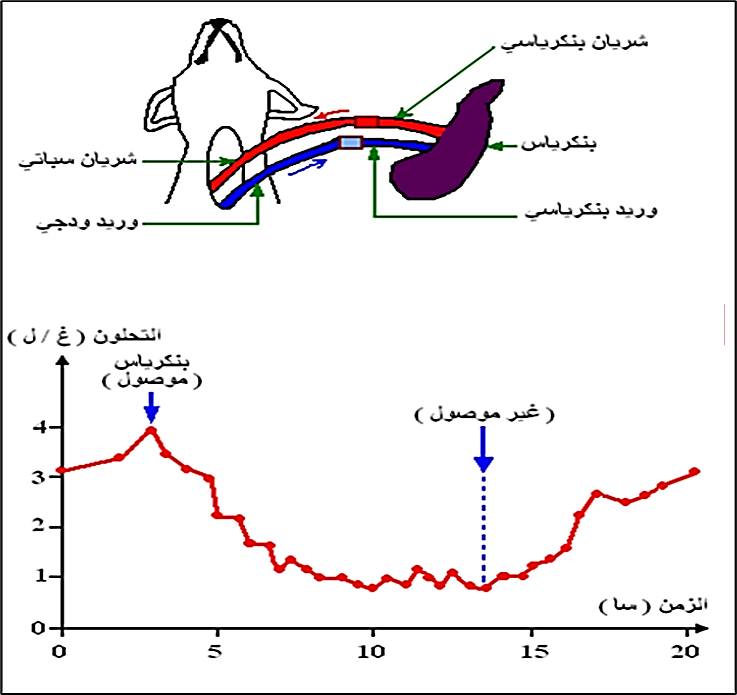 شريان بنكرياسي
بنكرياس
شريان سباتي
وريد بنكرياسي
وريد ودجي
التحلون ( غ / ل )
بنكرياس
( موصول )
( غير موصول )
4
3
2
1
0
الزمن ( سا )
0 5 10 15 20